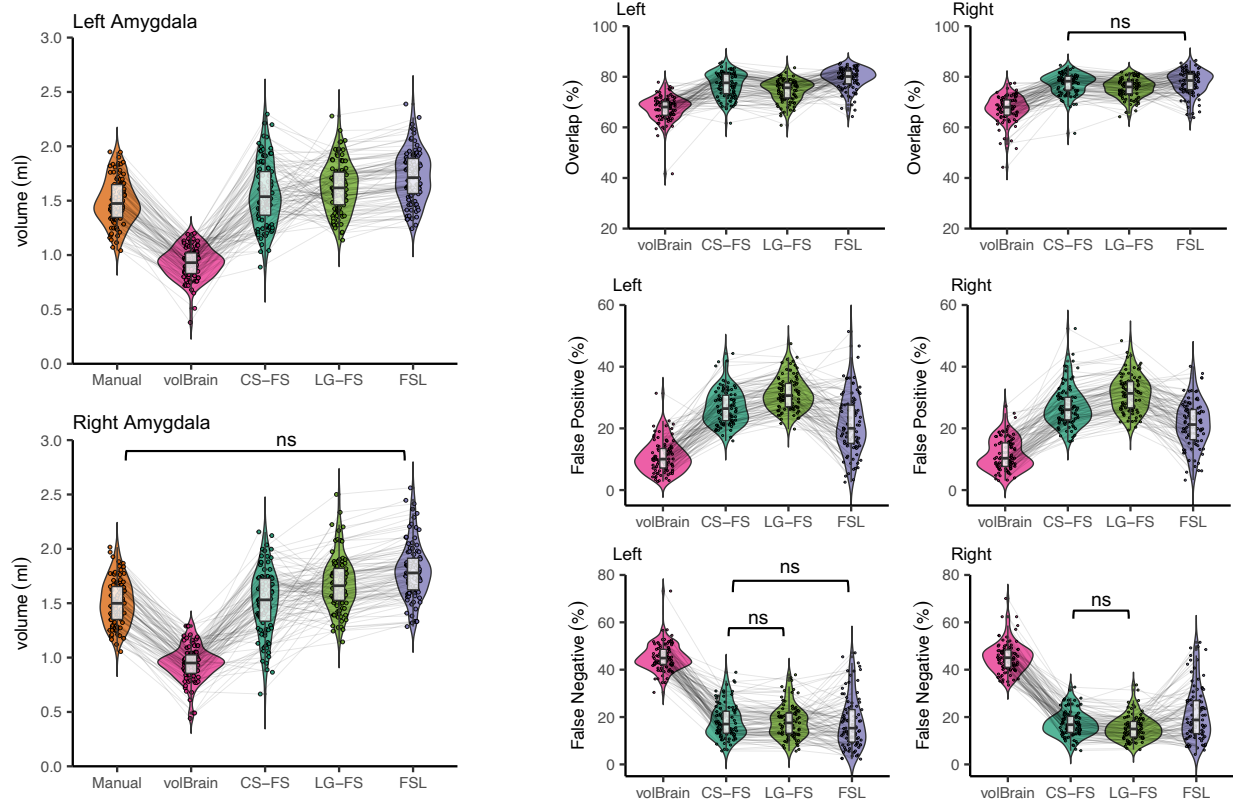 Left Amygdala
volume (ml)
3.0
2.5
2.0
1.5
1.0
0.5
0.0
Manual volBrain CS−FS LG−FS FSL
Right Amygdala
ns
volume (ml)
3.0
2.5
2.0
1.5
1.0
0.5
0.0
Manual volBrain CS−FS LG−FS FSL
Left
Overlap (%)
100
80
60
40
20
volBrain CS−FS LG−FS FSL
Right
ns
Overlap (%)
100
80
60
40
20
volBrain CS−FS LG−FS FSL
Left
False Positive (%)
60
40
20
0
volBrain CS−FS LG−FS FSL
Right
False Positive (%)
60
40
20
0
volBrain CS−FS LG−FS FSL
Left
ns
ns
False Negative (%)
80
60
40
20
0
volBrain CS−FS LG−FS FSL
Right
ns
False Negative (%)
80
60
40
20
0
volBrain CS−FS LG−FS FSL